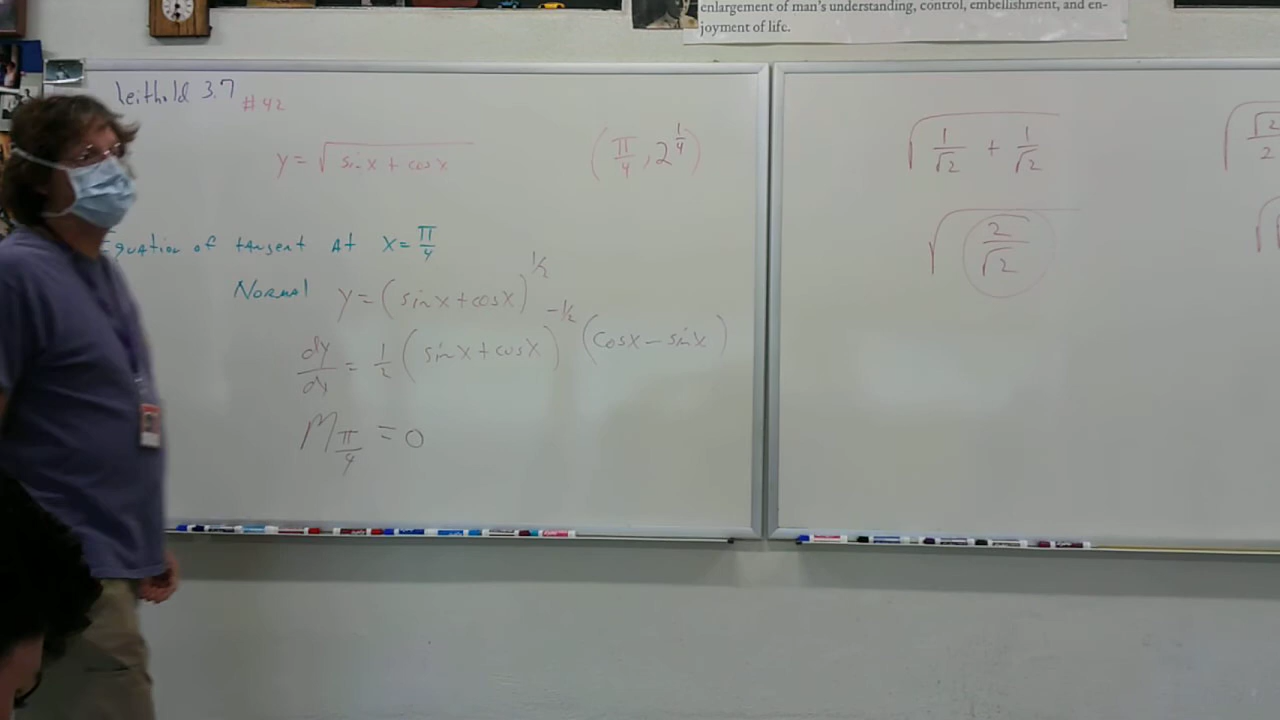 enlargement of man's understanding, control, embellishment, and en-
joyment of life.
Leithold 3.7 #42
y = √(sin x + cos x)
(π/4, 2^(1/4))
Equation of tangent At x = π/4
Normal y = (sin x + cos x)^(1/2)
dy/dx = 1/2 (sin x + cos x)^(-1/2) (cos x − sin x)
M_(π/4) = 0
√(1/√2 + 1/√2)
√(2/√2)
√2/2